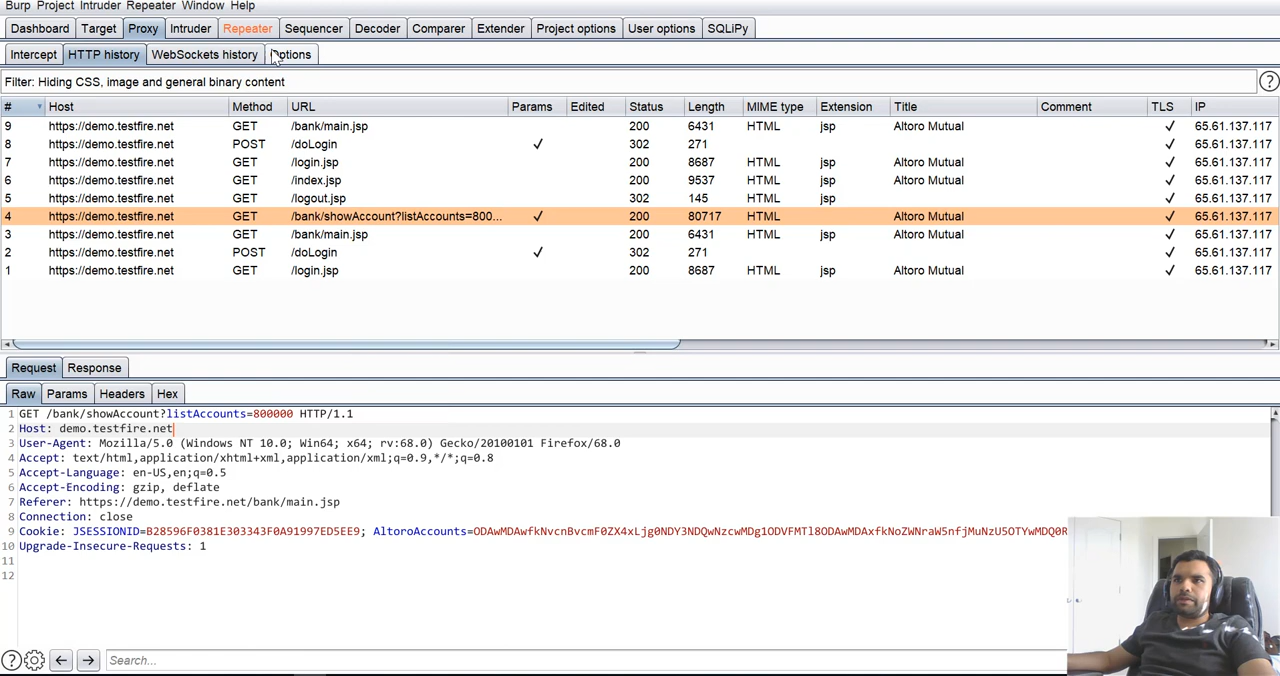 Burp Project Intruder Repeater Window Help
Dashboard Target Proxy Intruder Repeater Sequencer Decoder Comparer Extender Project options User options SQLiPy
Intercept HTTP history WebSockets history Options
Filter: Hiding CSS, image and general binary content ?
# Host Method URL Params Edited Status Length MIME type Extension Title Comment TLS IP
9 https://demo.testfire.net GET /bank/main.jsp 200 6431 HTML jsp Altoro Mutual ✓ 65.61.137.117
8 https://demo.testfire.net POST /doLogin ✓ 302 271 ✓ 65.61.137.117
7 https://demo.testfire.net GET /login.jsp 200 8687 HTML jsp Altoro Mutual ✓ 65.61.137.117
6 https://demo.testfire.net GET /index.jsp 200 9537 HTML jsp Altoro Mutual ✓ 65.61.137.117
5 https://demo.testfire.net GET /logout.jsp 302 145 jsp ✓ 65.61.137.117
4 https://demo.testfire.net GET /bank/showAccount?listAccounts=800... ✓ 200 80717 HTML Altoro Mutual ✓ 65.61.137.117
3 https://demo.testfire.net GET /bank/main.jsp 200 6431 HTML jsp Altoro Mutual ✓ 65.61.137.117
2 https://demo.testfire.net POST /doLogin ✓ 302 271 ✓ 65.61.137.117
1 https://demo.testfire.net GET /login.jsp 200 8687 HTML jsp Altoro Mutual ✓ 65.61.137.117
Request Response
Raw Params Headers Hex
1 GET /bank/showAccount?listAccounts=800000 HTTP/1.1
2 Host: demo.testfire.net
3 User-Agent: Mozilla/5.0 (Windows NT 10.0; Win64; x64; rv:68.0) Gecko/20100101 Firefox/68.0
4 Accept: text/html,application/xhtml+xml,application/xml;q=0.9,*/*;q=0.8
5 Accept-Language: en-US,en;q=0.5
6 Accept-Encoding: gzip, deflate
7 Referer: https://demo.testfire.net/bank/main.jsp
8 Connection: close
9 Cookie: JSESSIONID=B28596F0381E303343F0A91997ED5EE9; AltoroAccounts=ODAwMDAwfkNvcnBvcmF0ZX4xLjg0NDY3NDQwNzcwMDg1ODVFMTl8ODAwMDAxfkNoZWNraW5nfjMuNzU5OTYwMDQ0R
10 Upgrade-Insecure-Requests: 1
11
12
? Search...